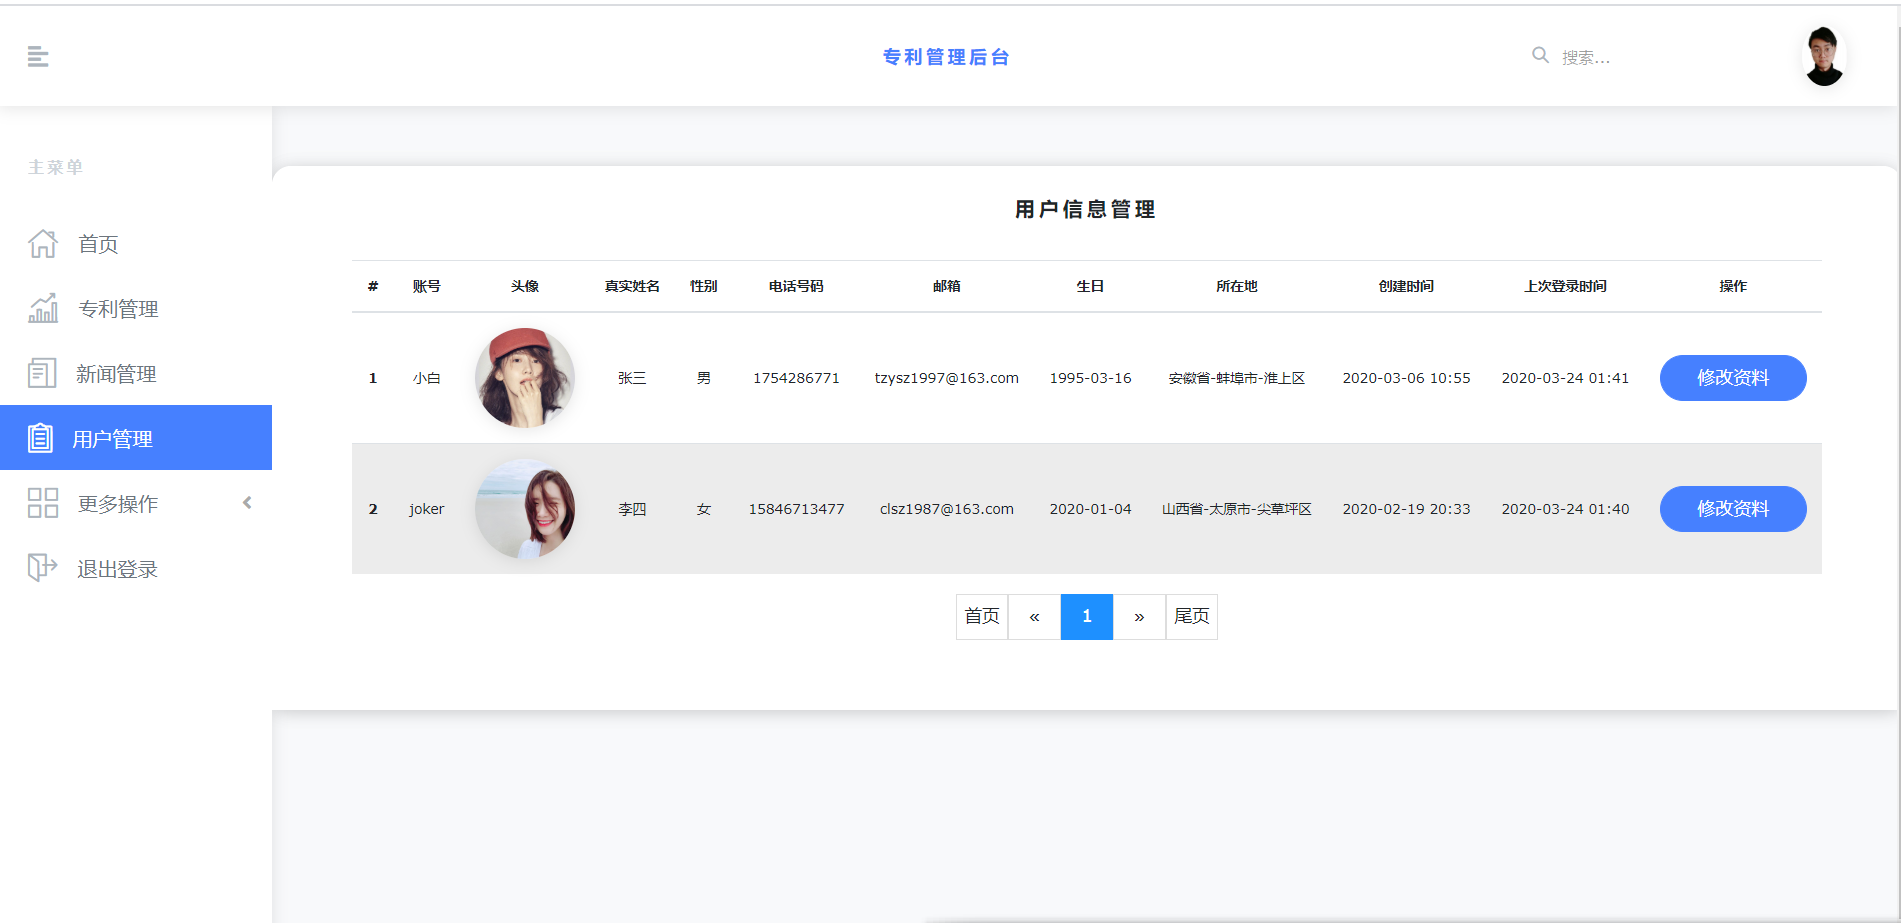 专利管理后台
搜索...
主菜单
首页
专利管理
新闻管理
用户管理
更多操作
退出登录
用户信息管理
# 账号 头像 真实姓名 性别 电话号码 邮箱 生日 所在地 创建时间 上次登录时间 操作
1 小白 张三 男 1754286771 tzysz1997@163.com 1995-03-16 安徽省-蚌埠市-淮上区 2020-03-06 10:55 2020-03-24 01:41 修改资料
2 joker 李四 女 15846713477 clsz1987@163.com 2020-01-04 山西省-太原市-尖草坪区 2020-02-19 20:33 2020-03-24 01:40 修改资料
首页 « 1 » 尾页